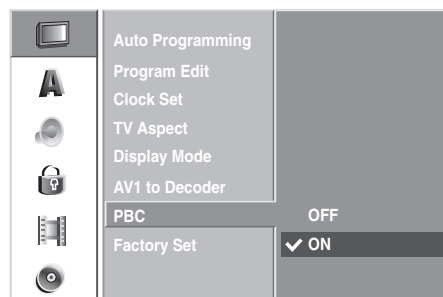 A
Auto Programming
Program Edit
Clock Set
TV Aspect
Display Mode
AV1 to Decoder
PBC
OFF
Factory Set
ON